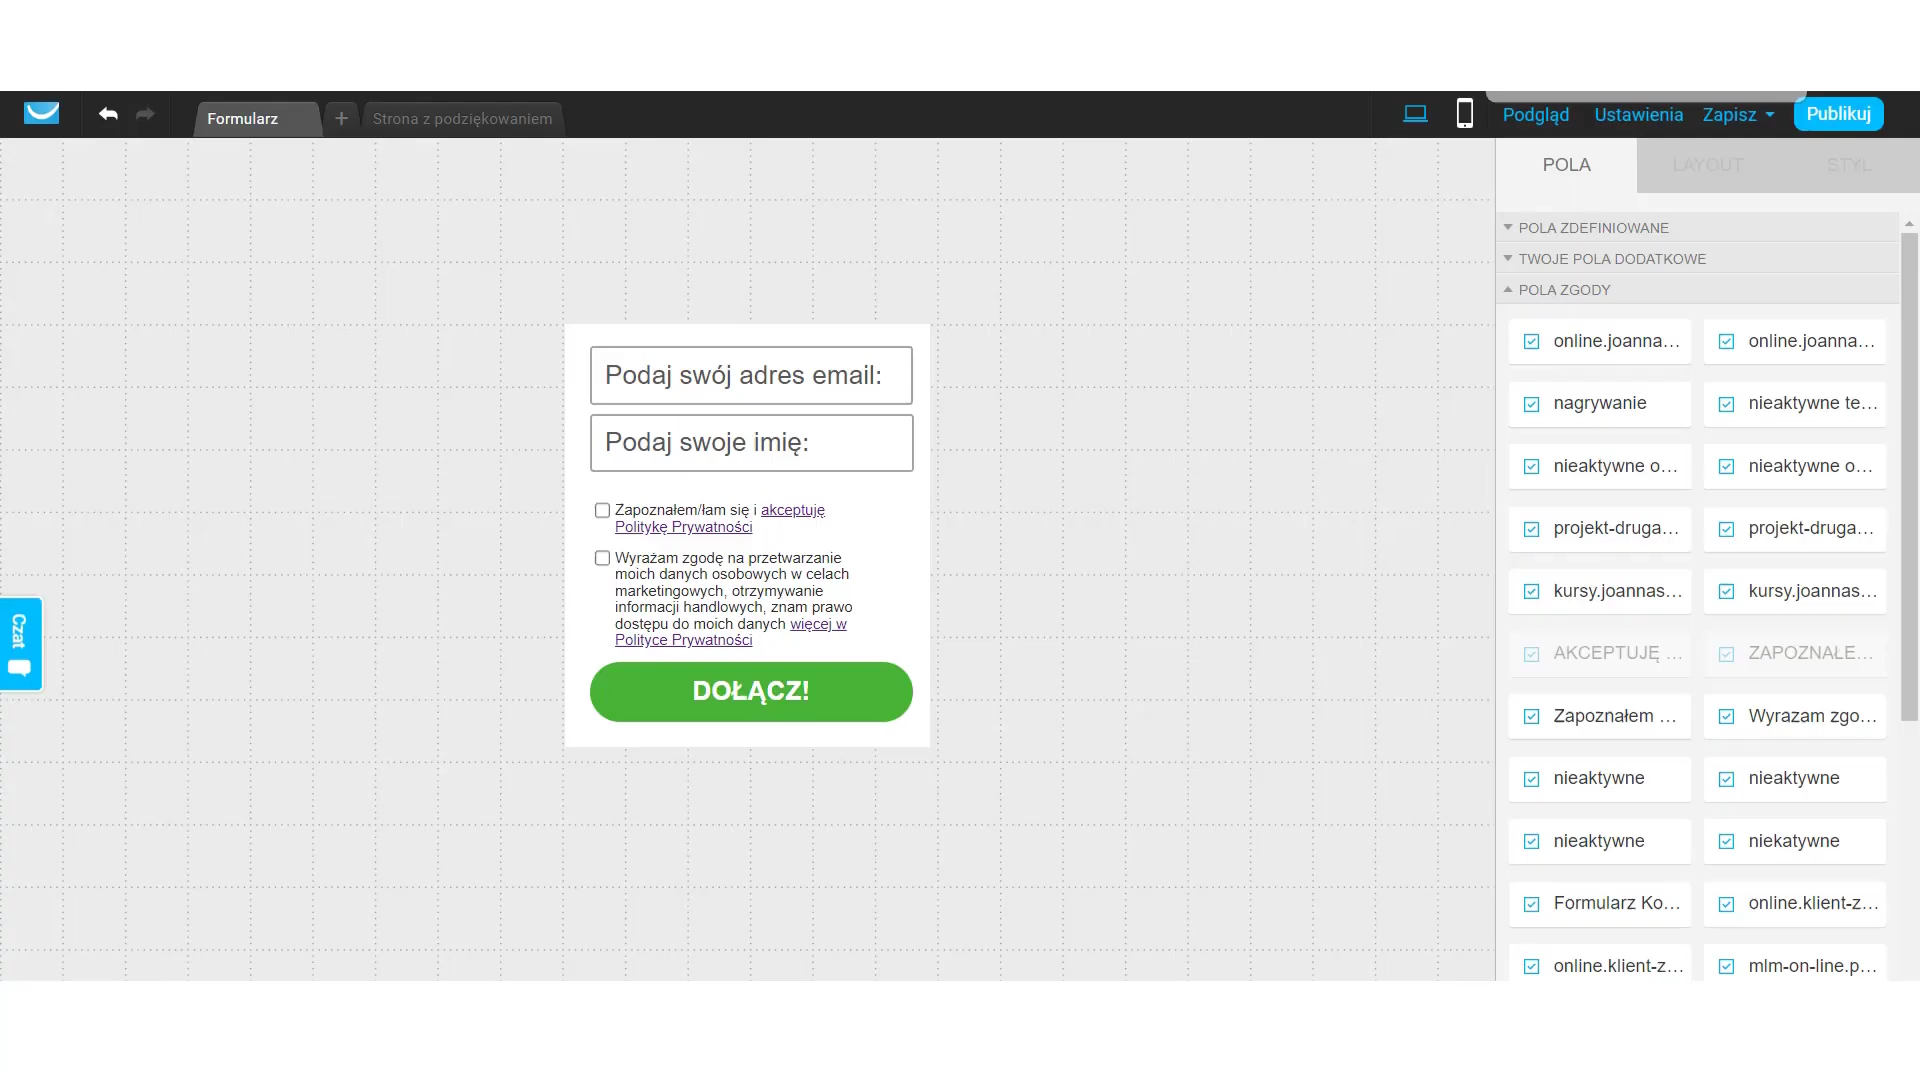 Formularz
+
Strona z podziękowaniem
Podgląd
Ustawienia
Zapisz
Publikuj
POLA
LAYOUT
STYL
POLA ZDEFINIOWANE
TWOJE POLA DODATKOWE
POLA ZGODY
online.joanna...
online.joanna...
nagrywanie
nieaktywne te...
nieaktywne o...
nieaktywne o...
projekt-druga...
projekt-druga...
kursy.joannas...
kursy.joannas...
AKCEPTUJĘ ...
ZAPOZNAŁE...
Zapoznałem ...
Wyrazam zgo...
nieaktywne
nieaktywne
nieaktywne
niekatywne
Formularz Ko...
online.klient-z...
online.klient-z...
mlm-on-line.p...
Podaj swój adres email:
Podaj swoje imię:
Zapoznałem/łam się i akceptuję
Politykę Prywatności
Wyrażam zgodę na przetwarzanie
moich danych osobowych w celach
marketingowych, otrzymywanie
informacji handlowych, znam prawo
dostępu do moich danych więcej w
Polityce Prywatności
DOŁĄCZ!
Czat